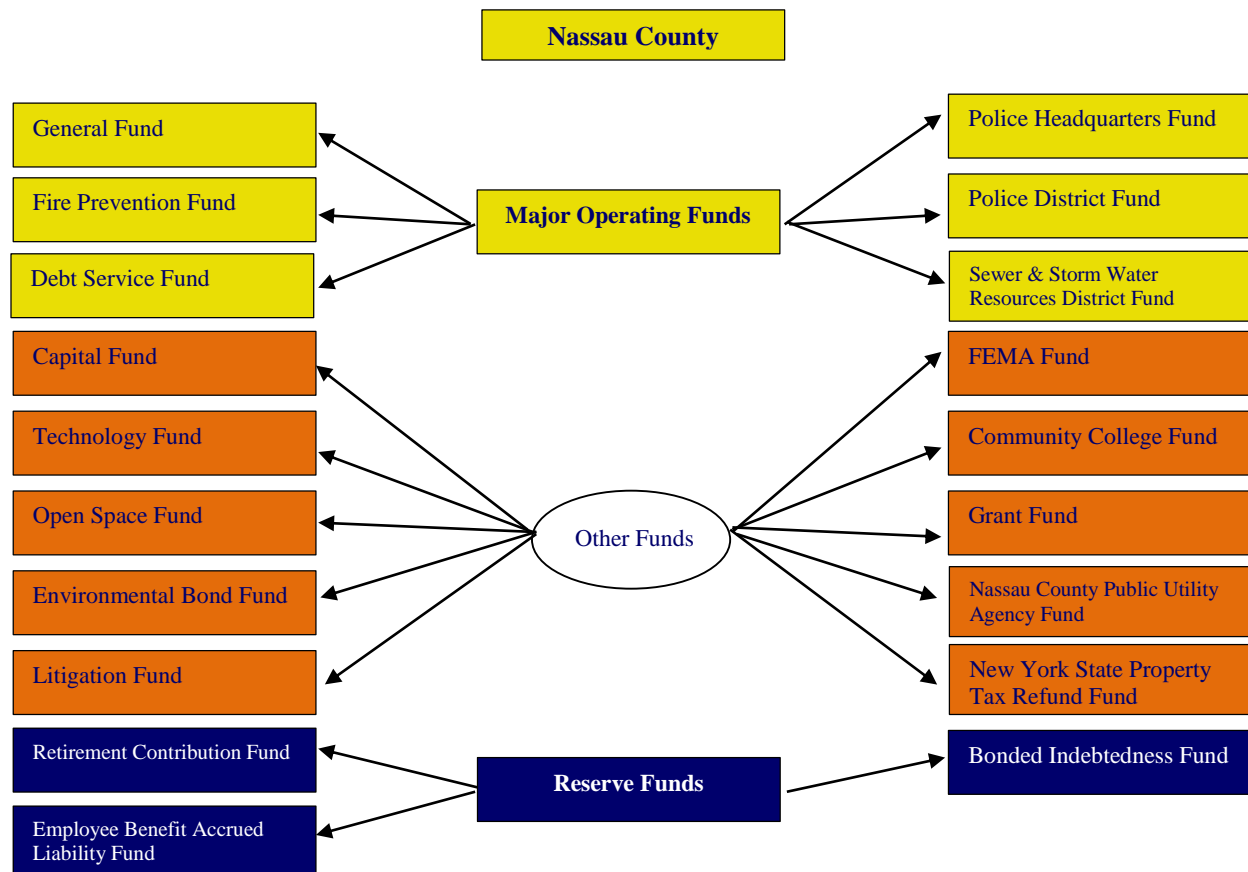 Nassau County
General Fund
Police Headquarters Fund
Fire Prevention Fund
Major Operating Funds
Police District Fund
Debt Service Fund
Sewer & Storm Water
Resources District Fund
Capital Fund
FEMA Fund
Technology Fund
Community College Fund
Open Space Fund
Other Funds
Grant Fund
Environmental Bond Fund
Nassau County Public Utility
Agency Fund
Litigation Fund
New York State Property
Tax Refund Fund
Retirement Contribution Fund
Reserve Funds
Bonded Indebtedness Fund
Employee Benefit Accrued
Liability Fund